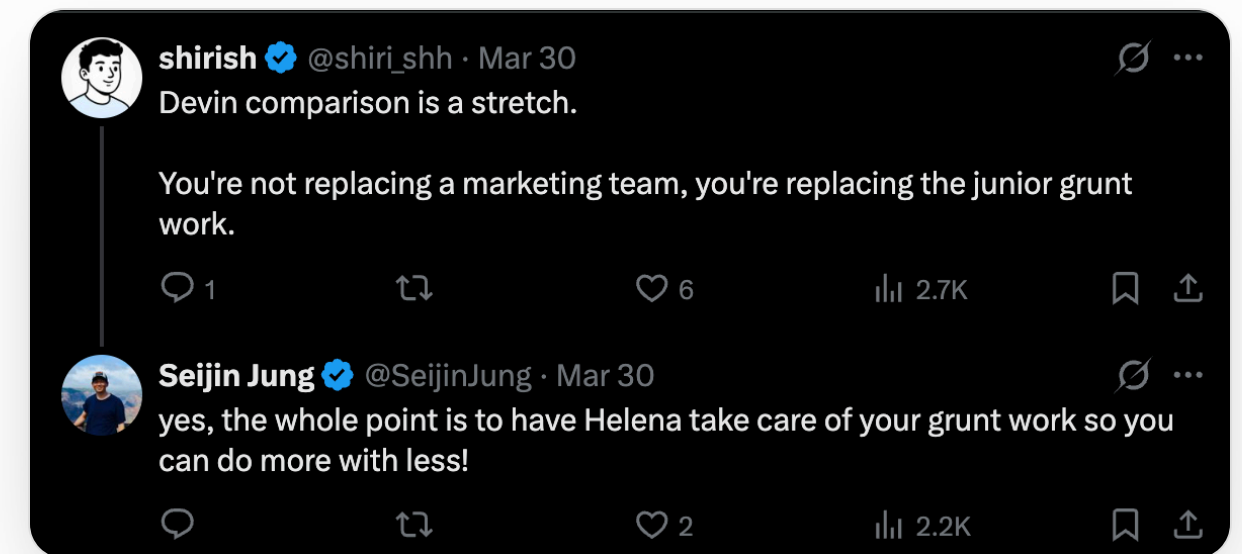 shirish @shiri_shh · Mar 30
Devin comparison is a stretch.
You're not replacing a marketing team, you're replacing the junior grunt
work.
1 6 2.7K
Seijin Jung @SeijinJung · Mar 30
yes, the whole point is to have Helena take care of your grunt work so you
can do more with less!
2 2.2K